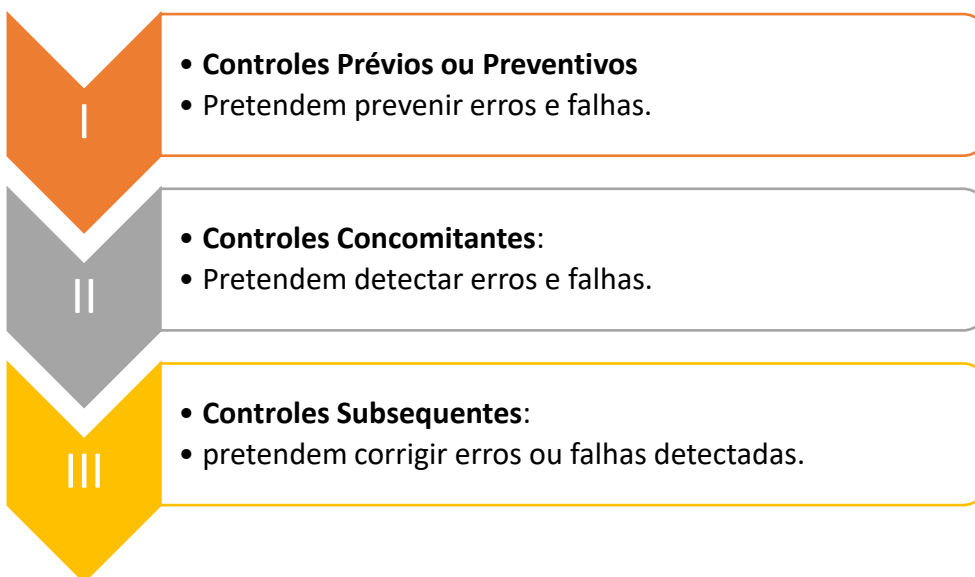 I
• Controles Prévios ou Preventivos
• Pretendem prevenir erros e falhas.
II
• Controles Concomitantes:
• Pretendem detectar erros e falhas.
III
• Controles Subsequentes:
• pretendem corrigir erros ou falhas detectadas.